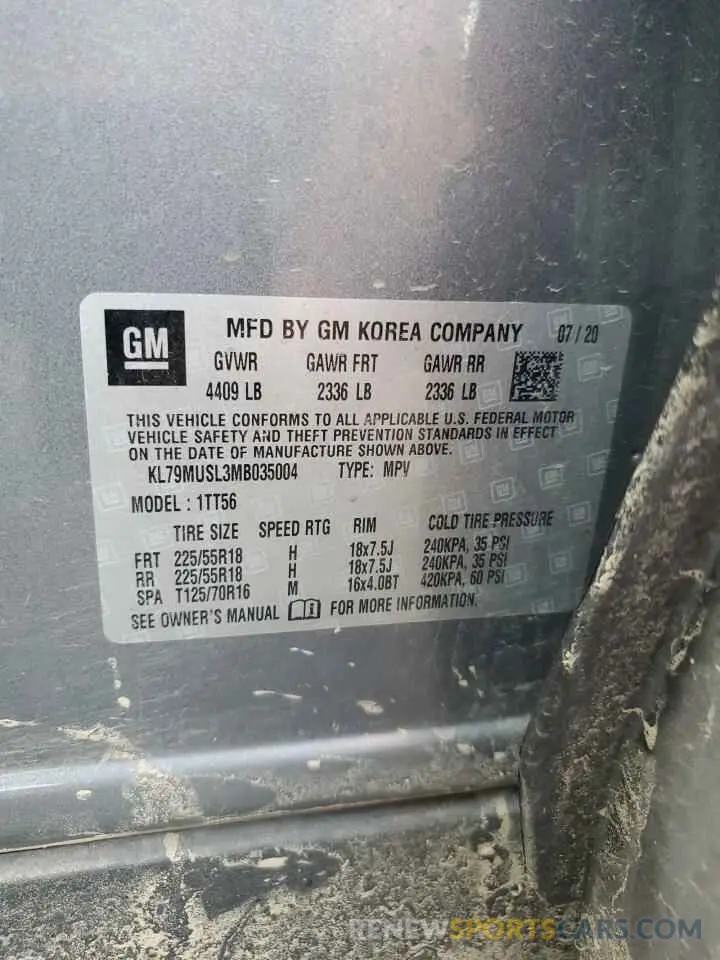 GM
MFD BY GM KOREA COMPANY 07/20
GVWR GAWR FRT GAWR RR
4409 LB 2336 LB 2336 LB
THIS VEHICLE CONFORMS TO ALL APPLICABLE U.S. FEDERAL MOTOR
VEHICLE SAFETY AND THEFT PREVENTION STANDARDS IN EFFECT
ON THE DATE OF MANUFACTURE SHOWN ABOVE.
KL79MUSL3MB035004 TYPE: MPV
MODEL : 1TT56
TIRE SIZE SPEED RTG RIM COLD TIRE PRESSURE
FRT 225/55R18 H 18x7.5J 240KPA, 35 PSI
RR 225/55R18 H 18x7.5J 240KPA, 35 PSI
SPA T125/70R16 M 16x4.0BT 420KPA, 60 PSI
SEE OWNER'S MANUAL FOR MORE INFORMATION.
RENEWSPORTSCARS.COM